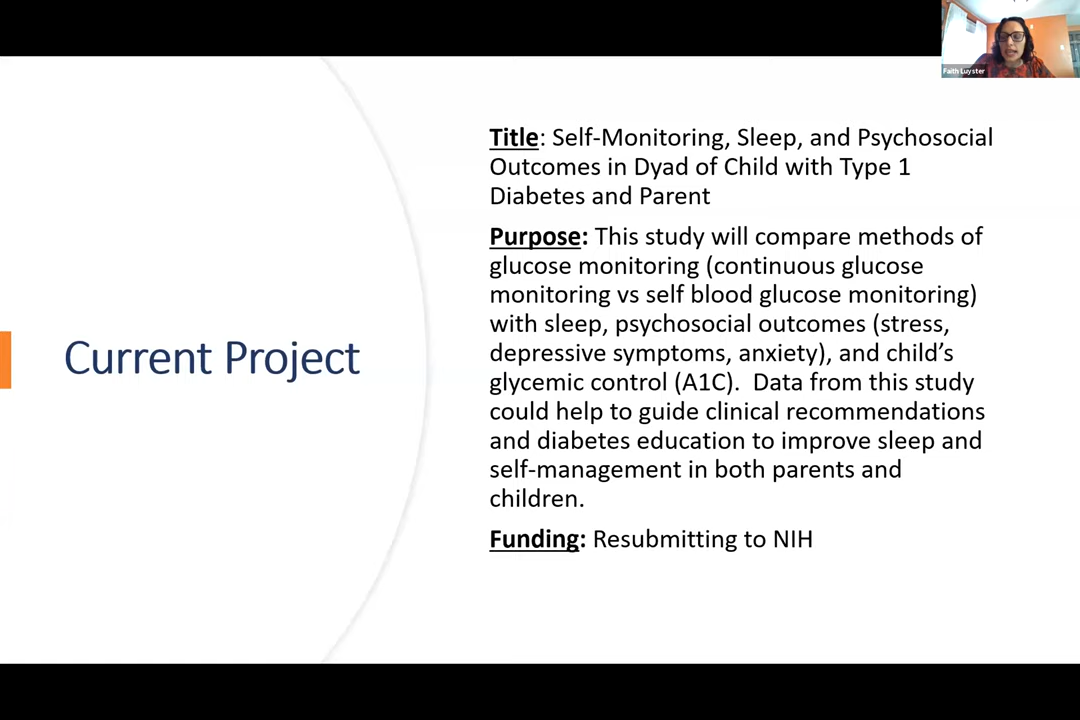 Faith Luyster
Title: Self-Monitoring, Sleep, and Psychosocial
Outcomes in Dyad of Child with Type 1
Diabetes and Parent
Purpose: This study will compare methods of
glucose monitoring (continuous glucose
monitoring vs self blood glucose monitoring)
with sleep, psychosocial outcomes (stress,
depressive symptoms, anxiety), and child’s
glycemic control (A1C).  Data from this study
could help to guide clinical recommendations
and diabetes education to improve sleep and
self-management in both parents and
children.
Funding: Resubmitting to NIH
Current Project